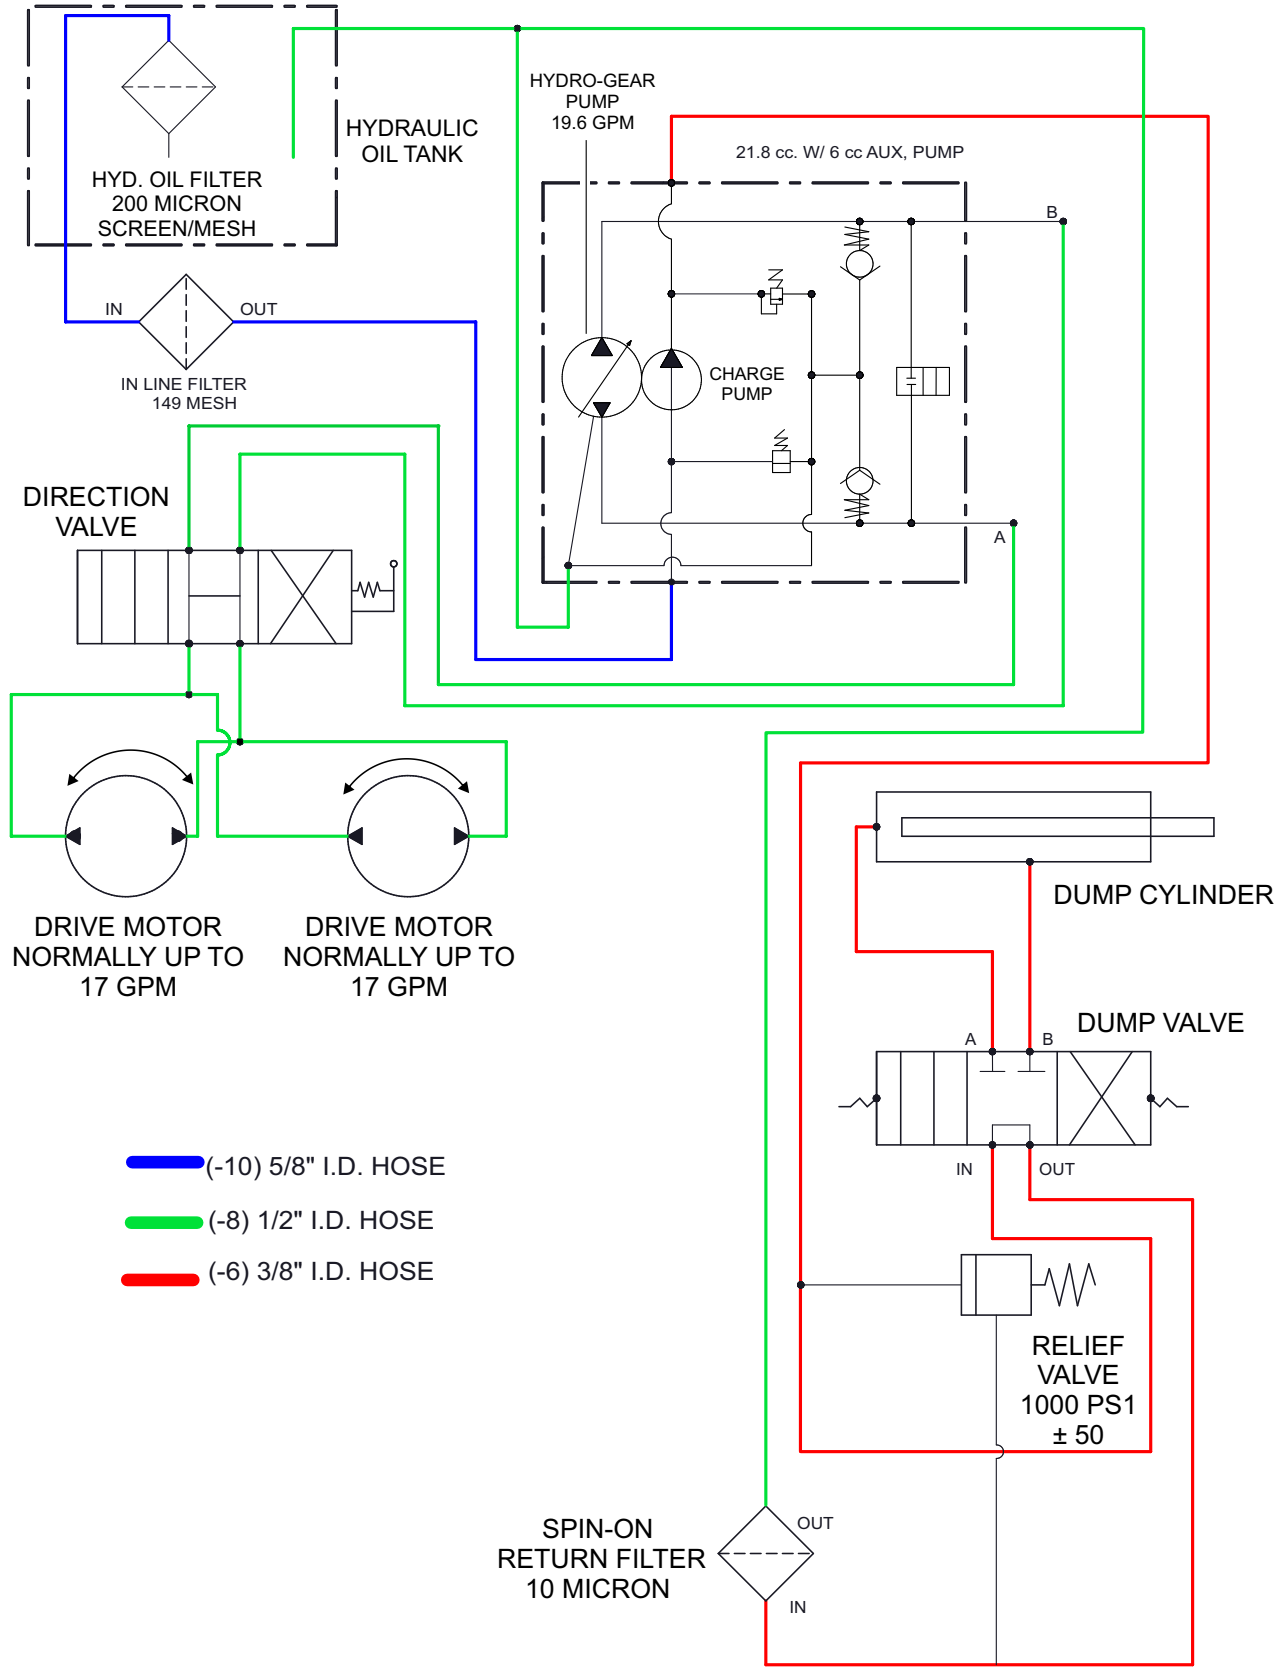 HYDRAULIC
OIL TANK
HYD. OIL FILTER
200 MICRON
SCREEN/MESH
HYDRO-GEAR
PUMP
19.6 GPM
21.8 cc. W/ 6 cc AUX, PUMP
B
IN
OUT
IN LINE FILTER
149 MESH
CHARGE
PUMP
A
DIRECTION
VALVE
DRIVE MOTOR
NORMALLY UP TO
17 GPM
DRIVE MOTOR
NORMALLY UP TO
17 GPM
DUMP CYLINDER
DUMP VALVE
A
B
IN
OUT
(-10) 5/8" I.D. HOSE
(-8) 1/2" I.D. HOSE
(-6) 3/8" I.D. HOSE
RELIEF
VALVE
1000 PS1
± 50
SPIN-ON
RETURN FILTER
10 MICRON
OUT
IN